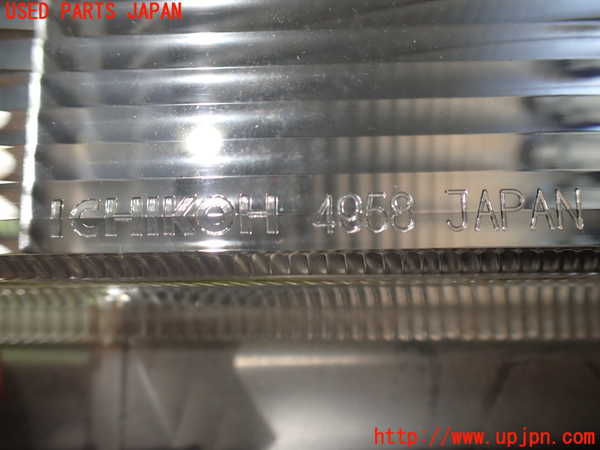 USED PARTS JAPAN
ICHIKOH 4958 JAPAN
http://www.upjpn.com/